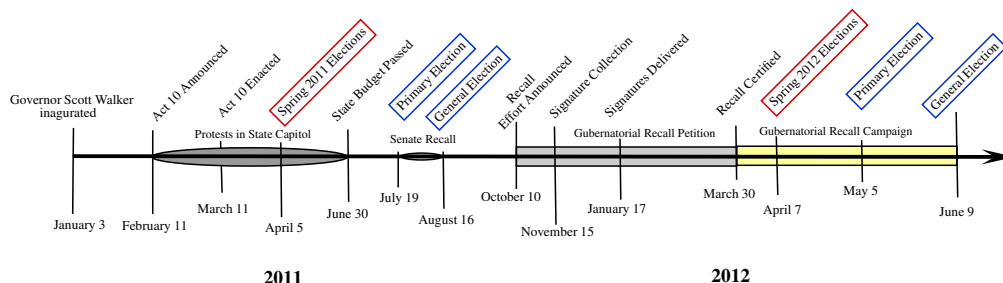 Governor Scott Walker
inagurated
Act 10 Announced
Act 10 Enacted
Spring 2011 Elections
State Budget Passed
Primary Election
General Election
Recall
Effort Announced
Signature Collection
Signatures Delivered
Recall Certified
Spring 2012 Elections
Primary Election
General Election
Protests in State Capitol
Senate Recall
Gubernatorial Recall Petition
Gubernatorial Recall Campaign
January 3
February 11
March 11
April 5
June 30
July 19
August 16
October 10
November 15
January 17
March 30
April 7
May 5
June 9
2011
2012